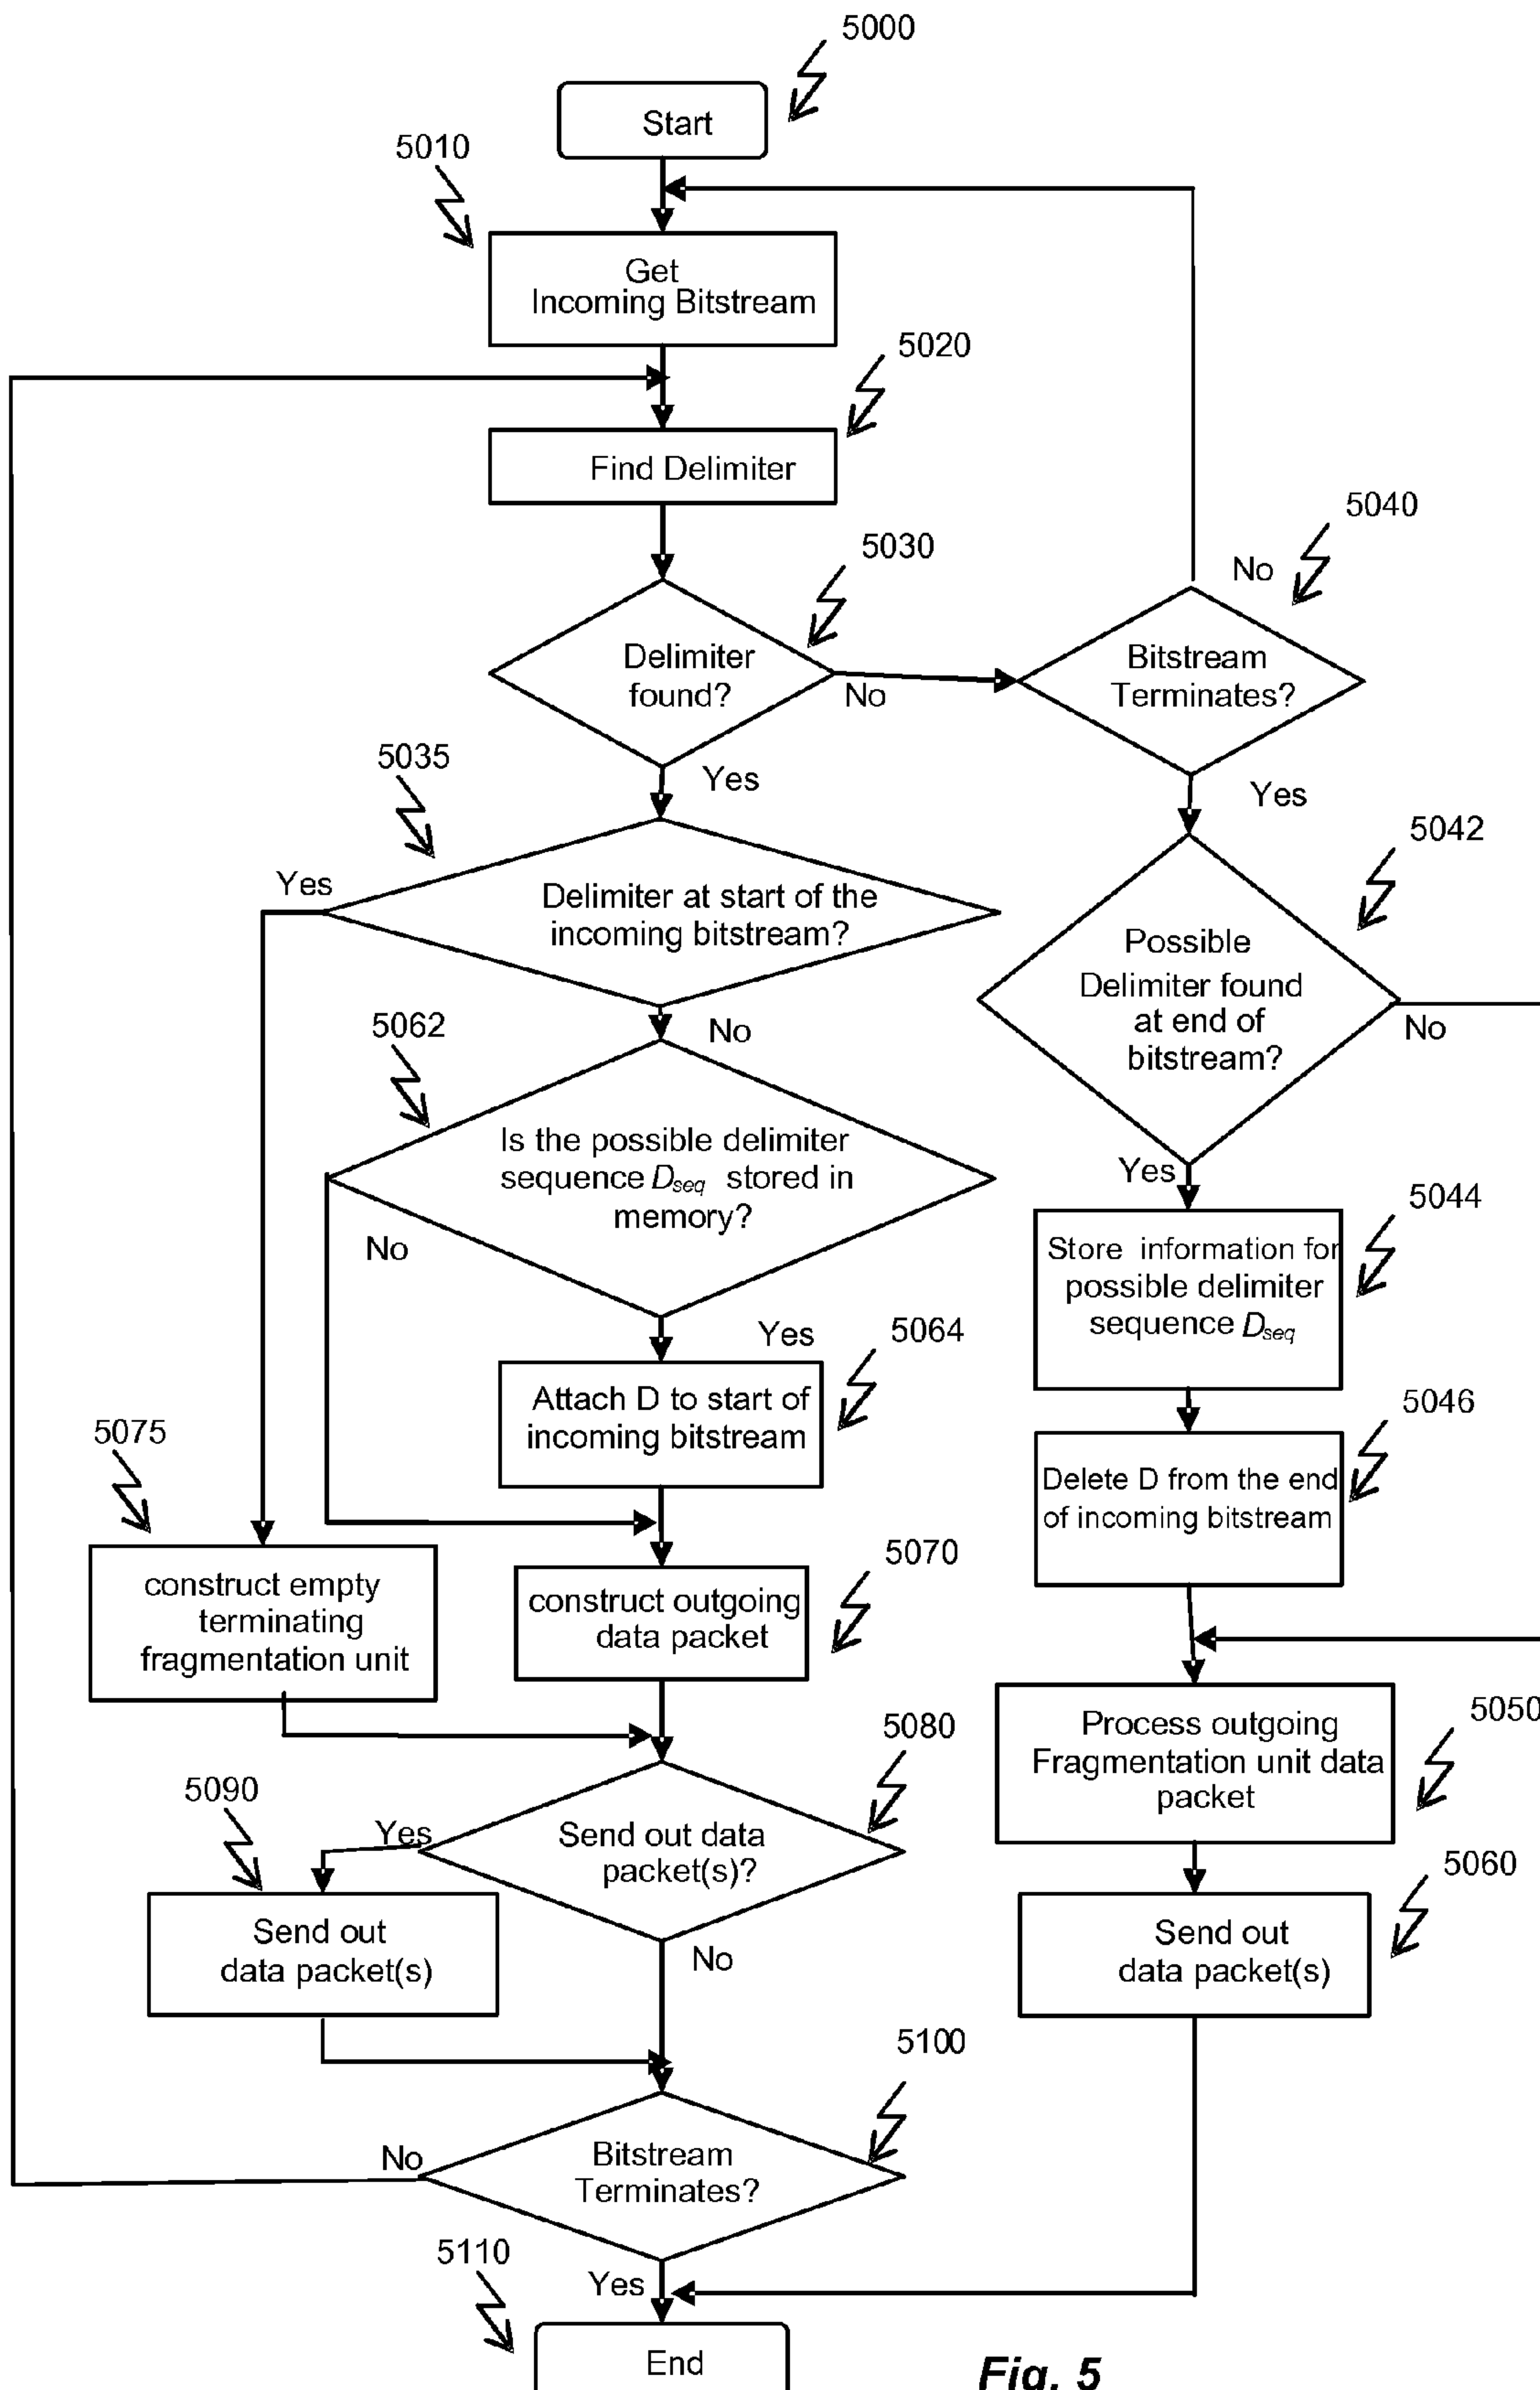 5000
Start
5010
Get
Incoming Bitstream
5020
Find Delimiter
5030
Delimiter
found?
No
Yes
5040
No
Bitstream
Terminates?
Yes
5035
Yes
Delimiter at start of the
incoming bitstream?
No
5042
Possible
Delimiter found
at end of
bitstream?
No
Yes
5062
Is the possible delimiter
sequence Dseq stored in
memory?
No
Yes
5044
Store information for
possible delimiter
sequence Dseq
5064
Attach D to start of
incoming bitstream
5046
Delete D from the end
of incoming bitstream
5075
construct empty
terminating
fragmentation unit
5070
construct outgoing
data packet
5050
Process outgoing
Fragmentation unit data
packet
5080
Send out data
packet(s)?
Yes
No
5090
Send out
data packet(s)
5060
Send out
data packet(s)
5100
Bitstream
Terminates?
No
Yes
5110
End
Fig. 5